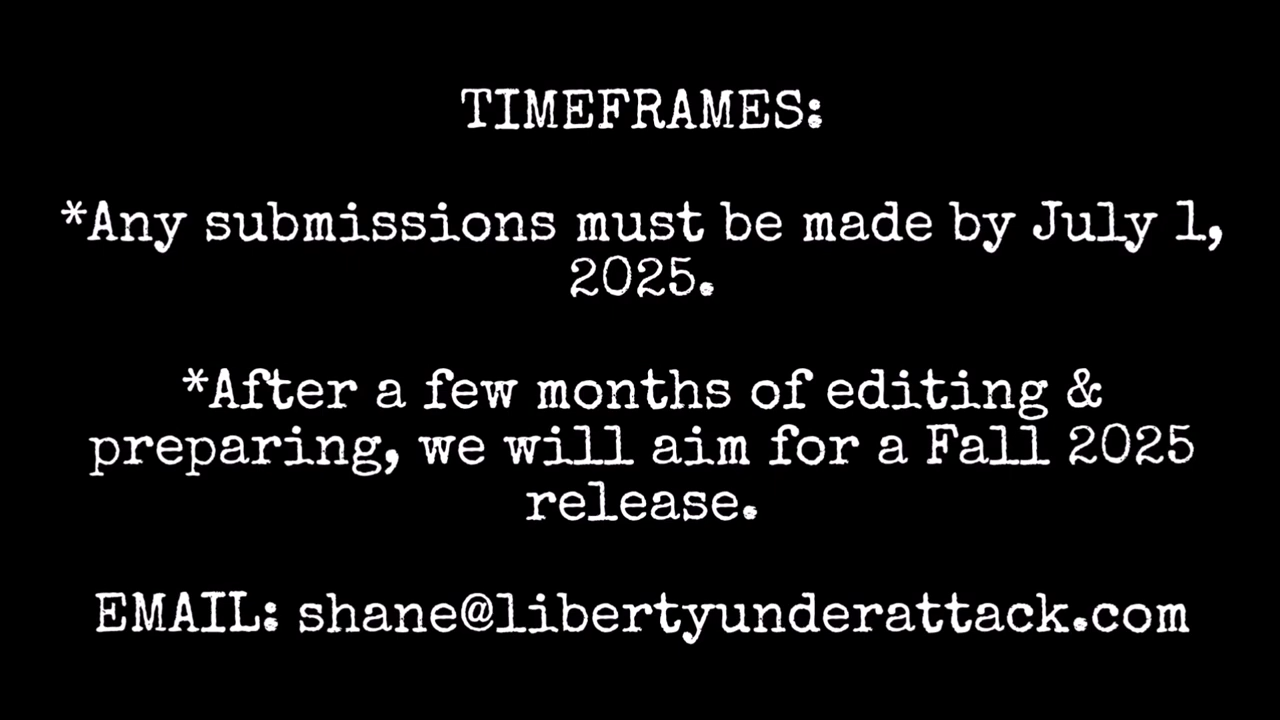 TIMEFRAMES:
*Any submissions must be made by July 1,
2025.
*After a few months of editing &
preparing, we will aim for a Fall 2025
release.
EMAIL: shane@libertyunderattack.com